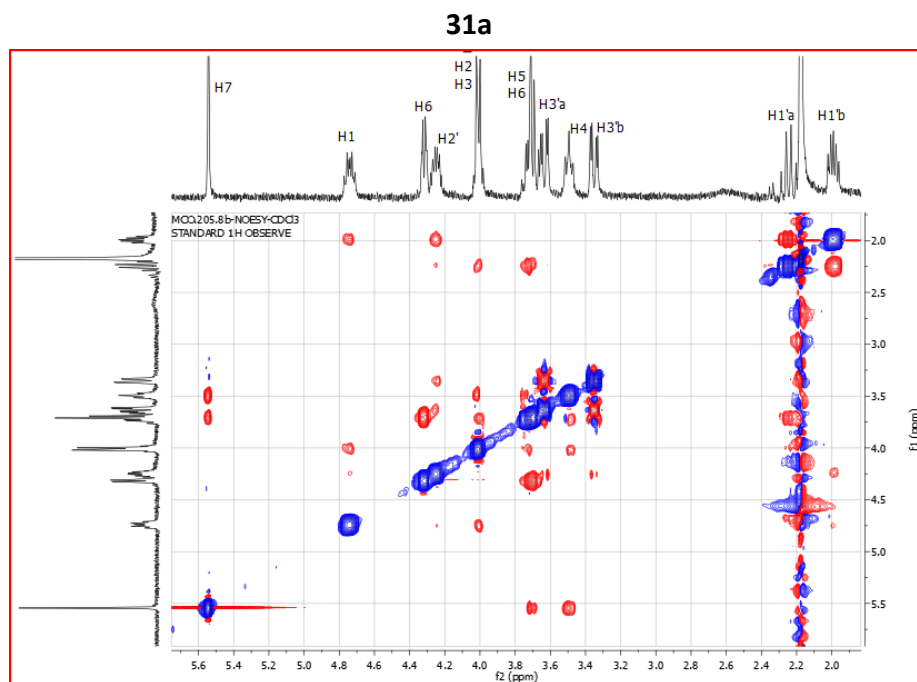 31a
H7
H1
H6
H2'
H2
H3
H5
H6
H3'a
H4
H3'b
H1'a
H1'b
MCO.205.8b-NOESY-CDCl3
STANDARD 1H OBSERVE
2.0
2.5
3.0
3.5
4.0
4.5
5.0
5.5
f1 (ppm)
5.6 5.4 5.2 5.0 4.8 4.6 4.4 4.2 4.0 3.8 3.6 3.4 3.2 3.0 2.8 2.6 2.4 2.2 2.0
f2 (ppm)